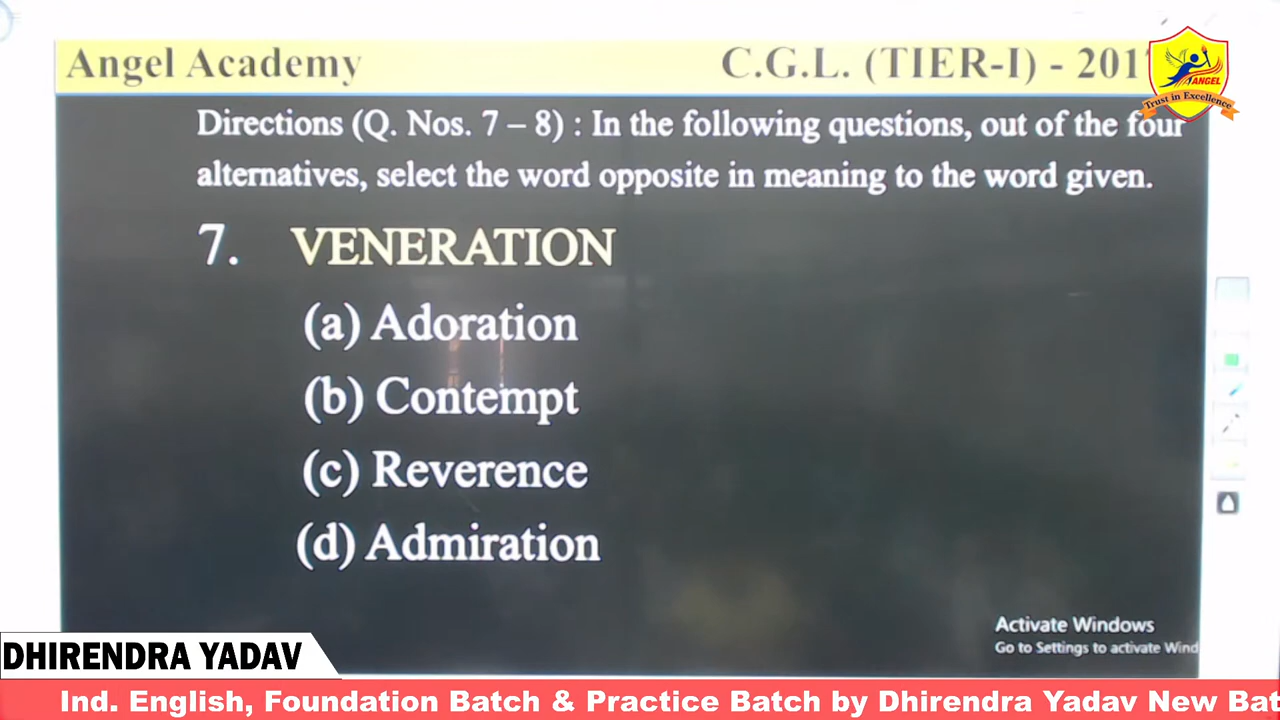 Angel Academy
C.G.L. (TIER-I) - 201
ANGEL
Trust in Excellence
Directions (Q. Nos. 7 – 8) : In the following questions, out of the four
alternatives, select the word opposite in meaning to the word given.
7. VENERATION
(a) Adoration
(b) Contempt
(c) Reverence
(d) Admiration
Activate Windows
Go to Settings to activate Wind
DHIRENDRA YADAV
Ind. English, Foundation Batch & Practice Batch by Dhirendra Yadav New Bat